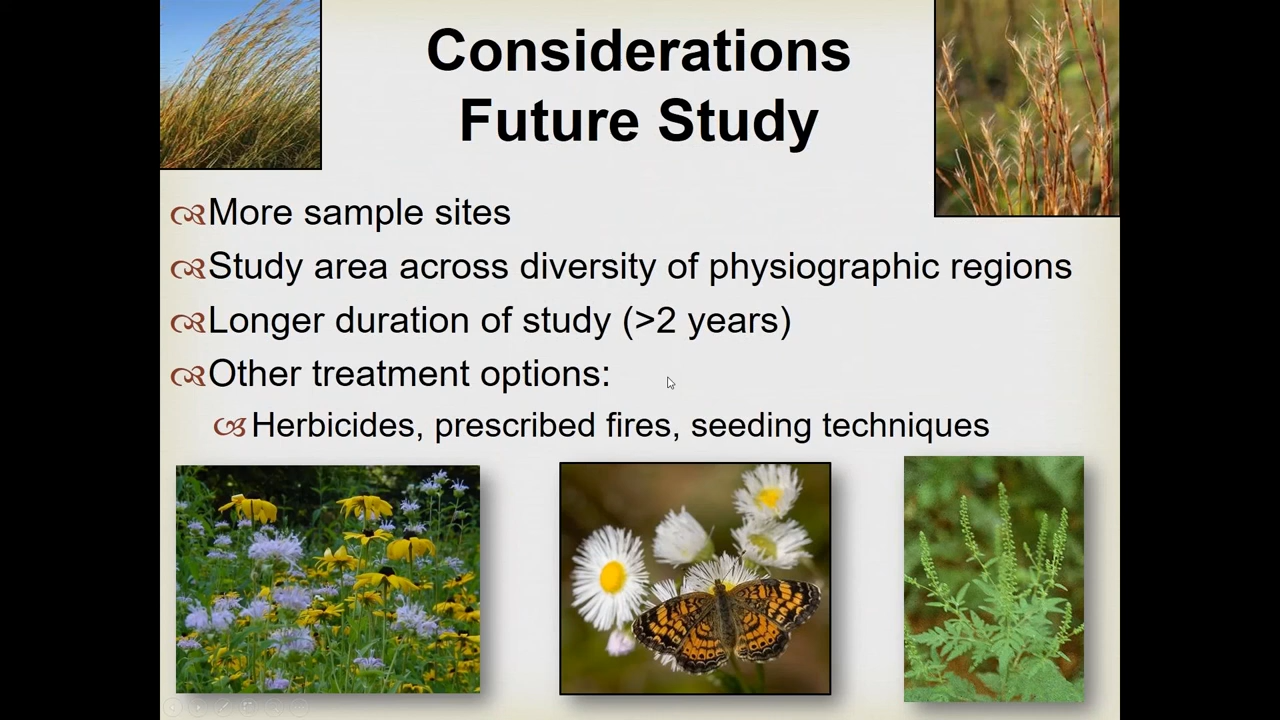 Considerations
Future Study
More sample sites
Study area across diversity of physiographic regions
Longer duration of study (>2 years)
Other treatment options:
Herbicides, prescribed fires, seeding techniques